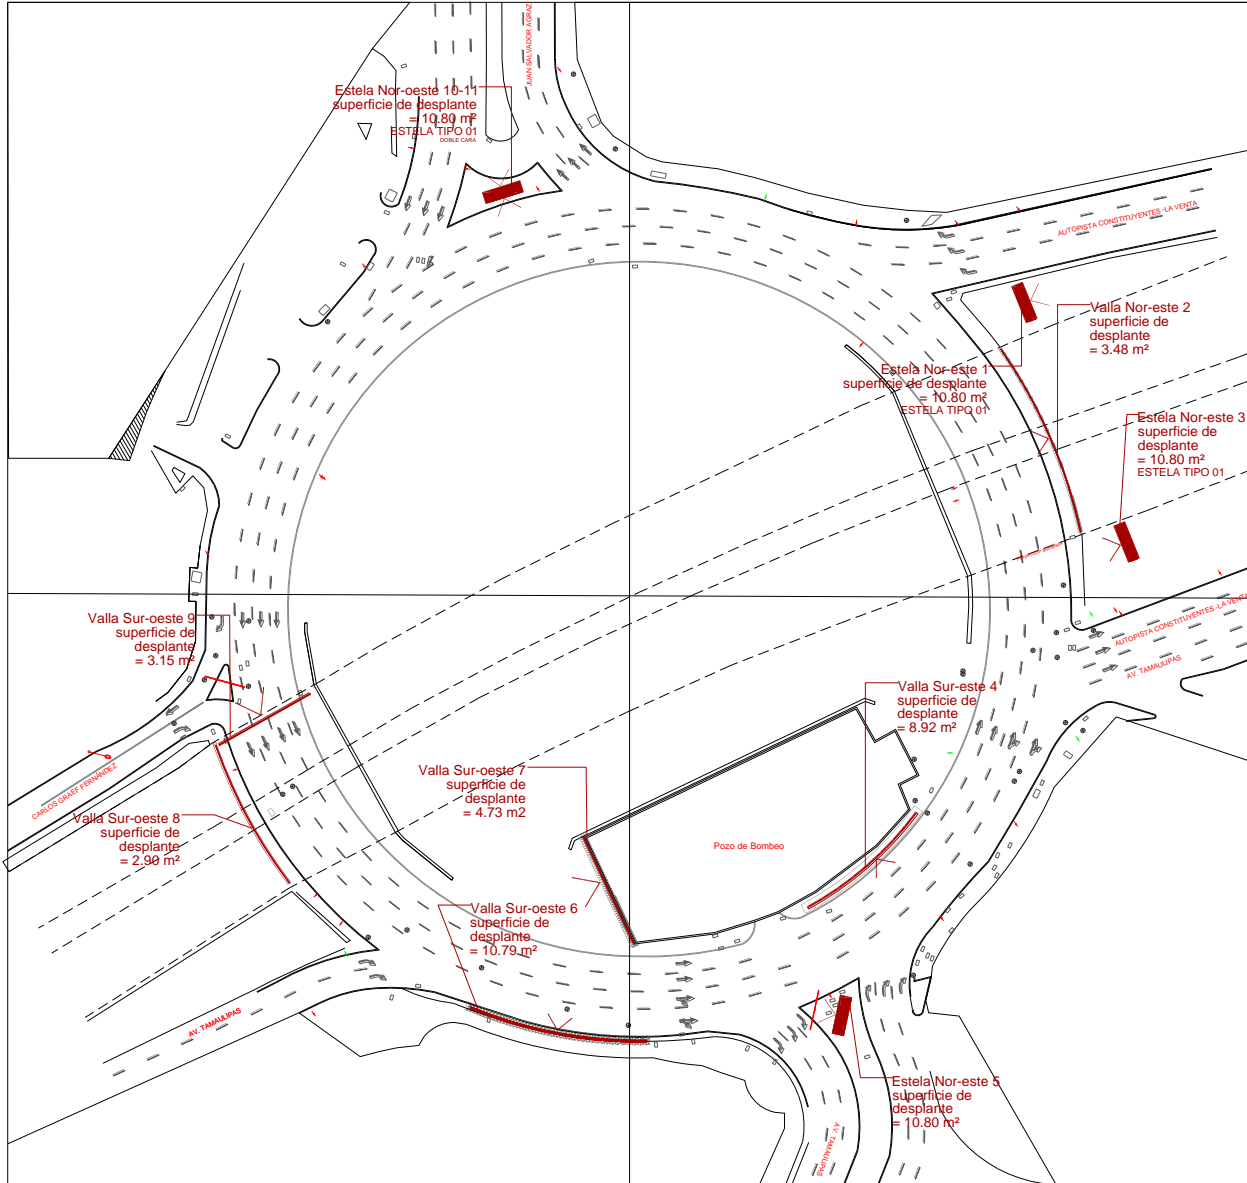 JUAN SALVADOR AGRAZ
Estela Nor-oeste 10-11
superficie de desplante
= 10.80 m²
ESTELA TIPO 01
DOBLE CARA
AUTOPISTA CONSTITUYENTES -LA VENTA
Valla Nor-este 2
superficie de
desplante
= 3.48 m²
Estela Nor-este 1
superficie de desplante
= 10.80 m²
ESTELA TIPO 01
Estela Nor-este 3
superficie de
desplante
= 10.80 m²
ESTELA TIPO 01
Valla Sur-oeste 9
superficie de
desplante
= 3.15 m²
AUTOPISTA CONSTITUYENTES -LA VENTA
AV. TAMAULIPAS
Valla Sur-este 4
superficie de
desplante
= 8.92 m²
CARLOS GRAEF FERNÁNDEZ
Valla Sur-oeste 7
superficie de
desplante
= 4.73 m2
Valla Sur-oeste 8
superficie de
desplante
= 2.90 m²
Pozo de Bombeo
Valla Sur-oeste 6
superficie de
desplante
= 10.79 m²
AV. TAMAULIPAS
Estela Nor-este 5
superficie de
desplante
= 10.80 m²
AV. TAMAULIPAS